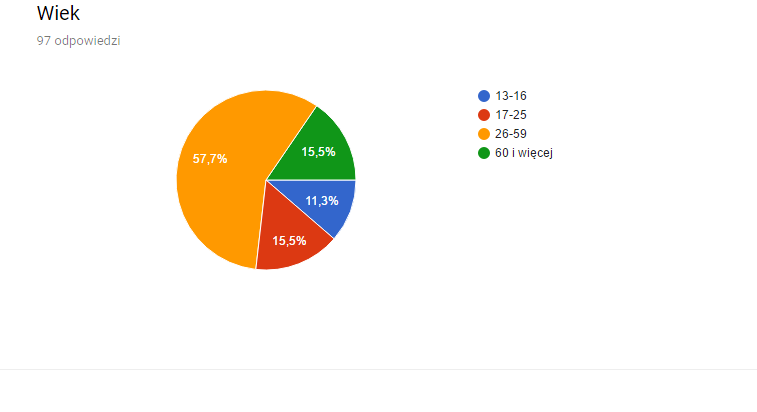 Wiek
97 odpowiedzi
57,7%
15,5%
11,3%
15,5%
13-16
17-25
26-59
60 i więcej